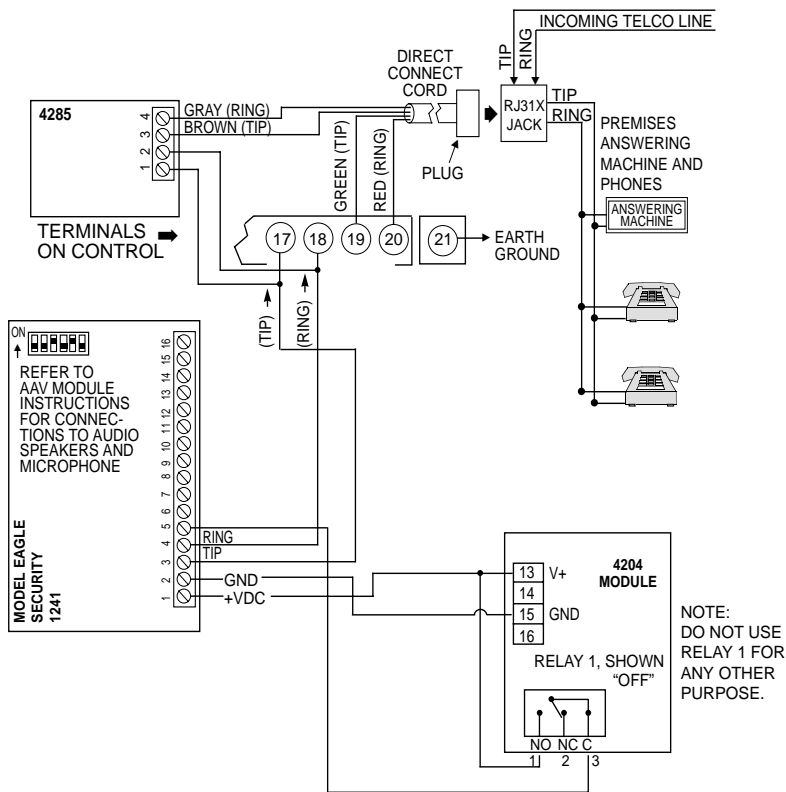 INCOMING TELCO LINE
TIP
RING
DIRECT
CONNECT
CORD
PLUG
RJ31X
JACK
TIP
RING
PREMISES
ANSWERING
MACHINE AND
PHONES
ANSWERING
MACHINE
4285
4
3
2
1
GRAY (RING)
BROWN (TIP)
GREEN (TIP)
RED (RING)
TERMINALS
ON CONTROL
17
18
19
20
21
EARTH
GROUND
(TIP)
(RING)
ON
REFER TO
AAV MODULE
INSTRUCTIONS
FOR CONNEC-
TIONS TO AUDIO
SPEAKERS AND
MICROPHONE
MODEL EAGLE
SECURITY
1241
16
15
14
13
12
11
10
9
8
7
6
5
4
3
2
1
RING
TIP
GND
+VDC
4204
MODULE
13 V+
14
15 GND
16
RELAY 1, SHOWN
“OFF”
NO NC C
1 2 3
NOTE:
DO NOT USE
RELAY 1 FOR
ANY OTHER
PURPOSE.